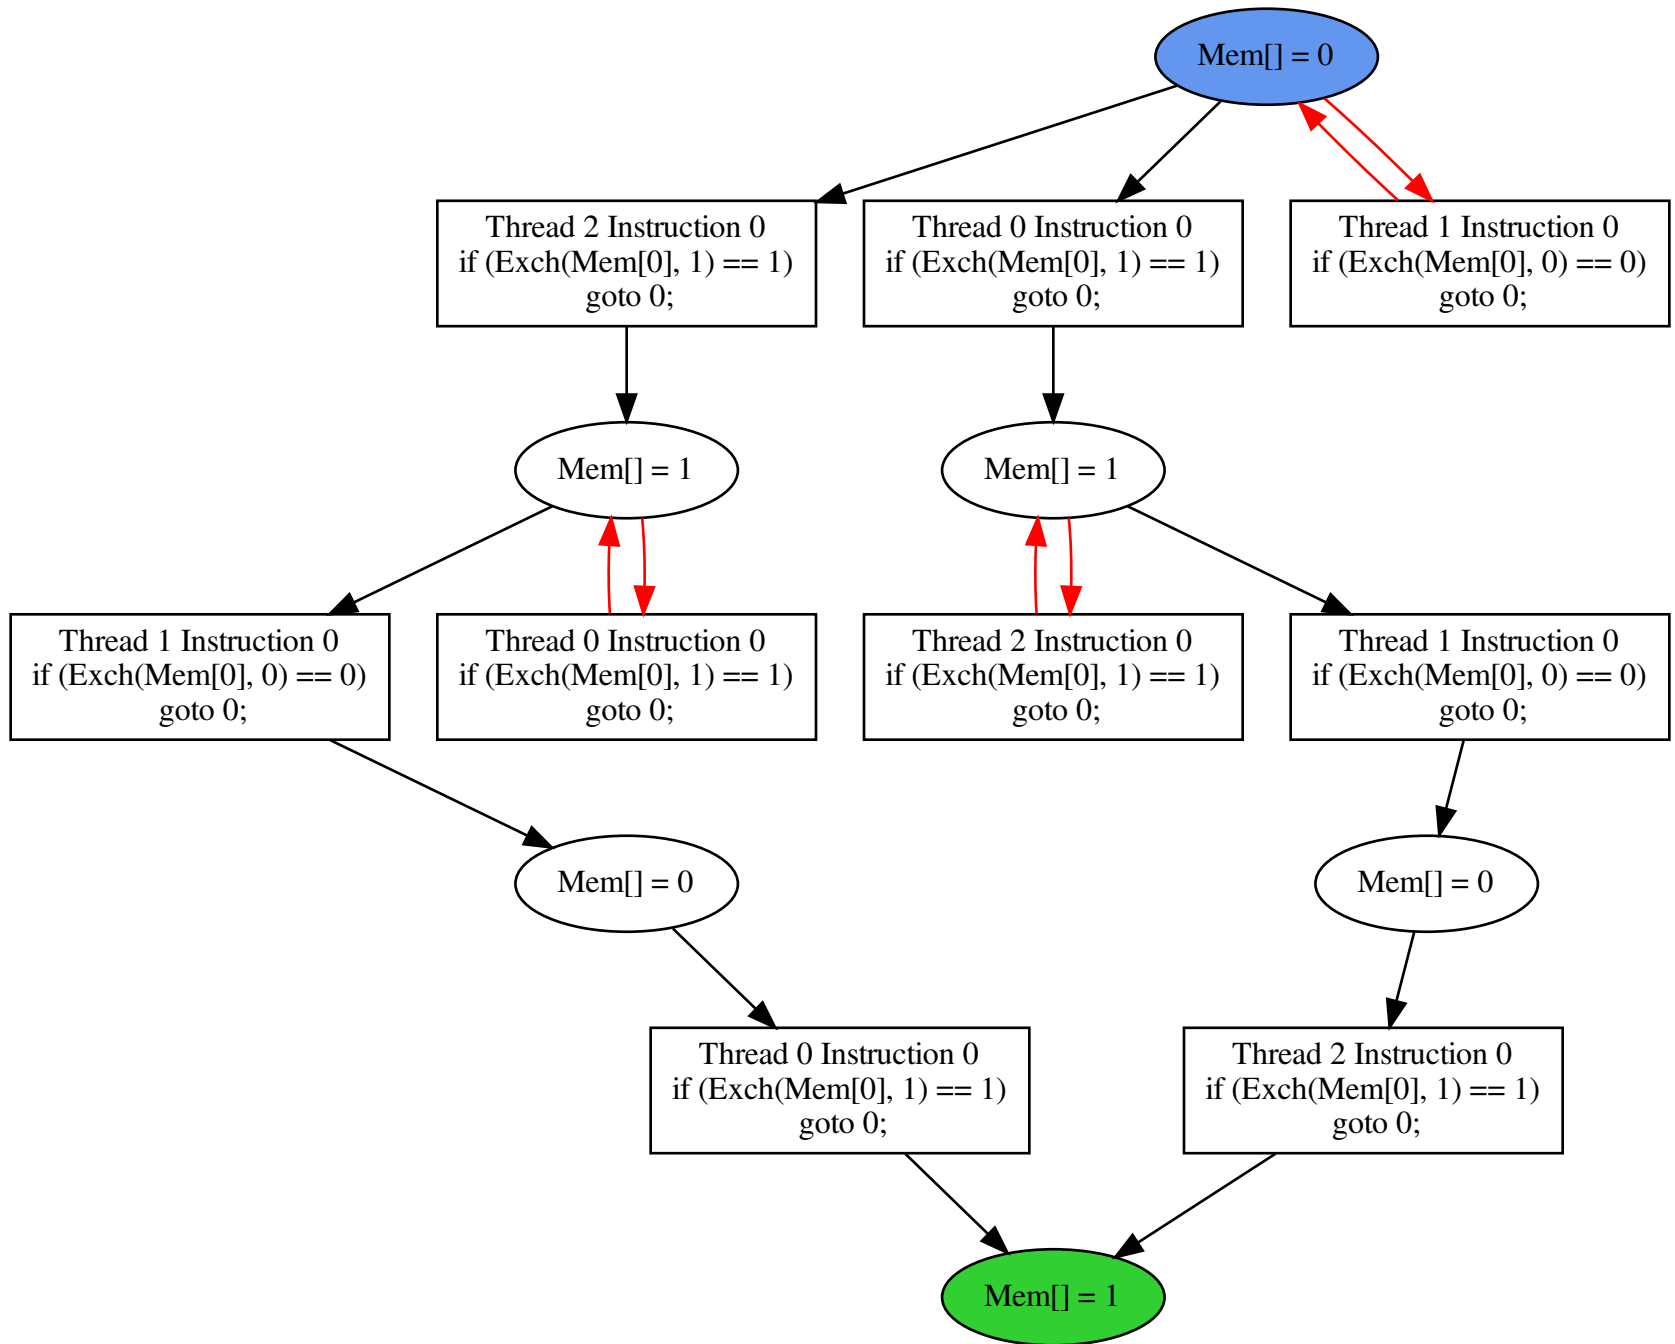 Mem[] = 0
Thread 2 Instruction 0
if (Exch(Mem[0], 1) == 1)
goto 0;
Thread 0 Instruction 0
if (Exch(Mem[0], 1) == 1)
goto 0;
Thread 1 Instruction 0
if (Exch(Mem[0], 0) == 0)
goto 0;
Mem[] = 1
Mem[] = 1
Thread 1 Instruction 0
if (Exch(Mem[0], 0) == 0)
goto 0;
Thread 0 Instruction 0
if (Exch(Mem[0], 1) == 1)
goto 0;
Thread 2 Instruction 0
if (Exch(Mem[0], 1) == 1)
goto 0;
Thread 1 Instruction 0
if (Exch(Mem[0], 0) == 0)
goto 0;
Mem[] = 0
Mem[] = 0
Thread 0 Instruction 0
if (Exch(Mem[0], 1) == 1)
goto 0;
Thread 2 Instruction 0
if (Exch(Mem[0], 1) == 1)
goto 0;
Mem[] = 1